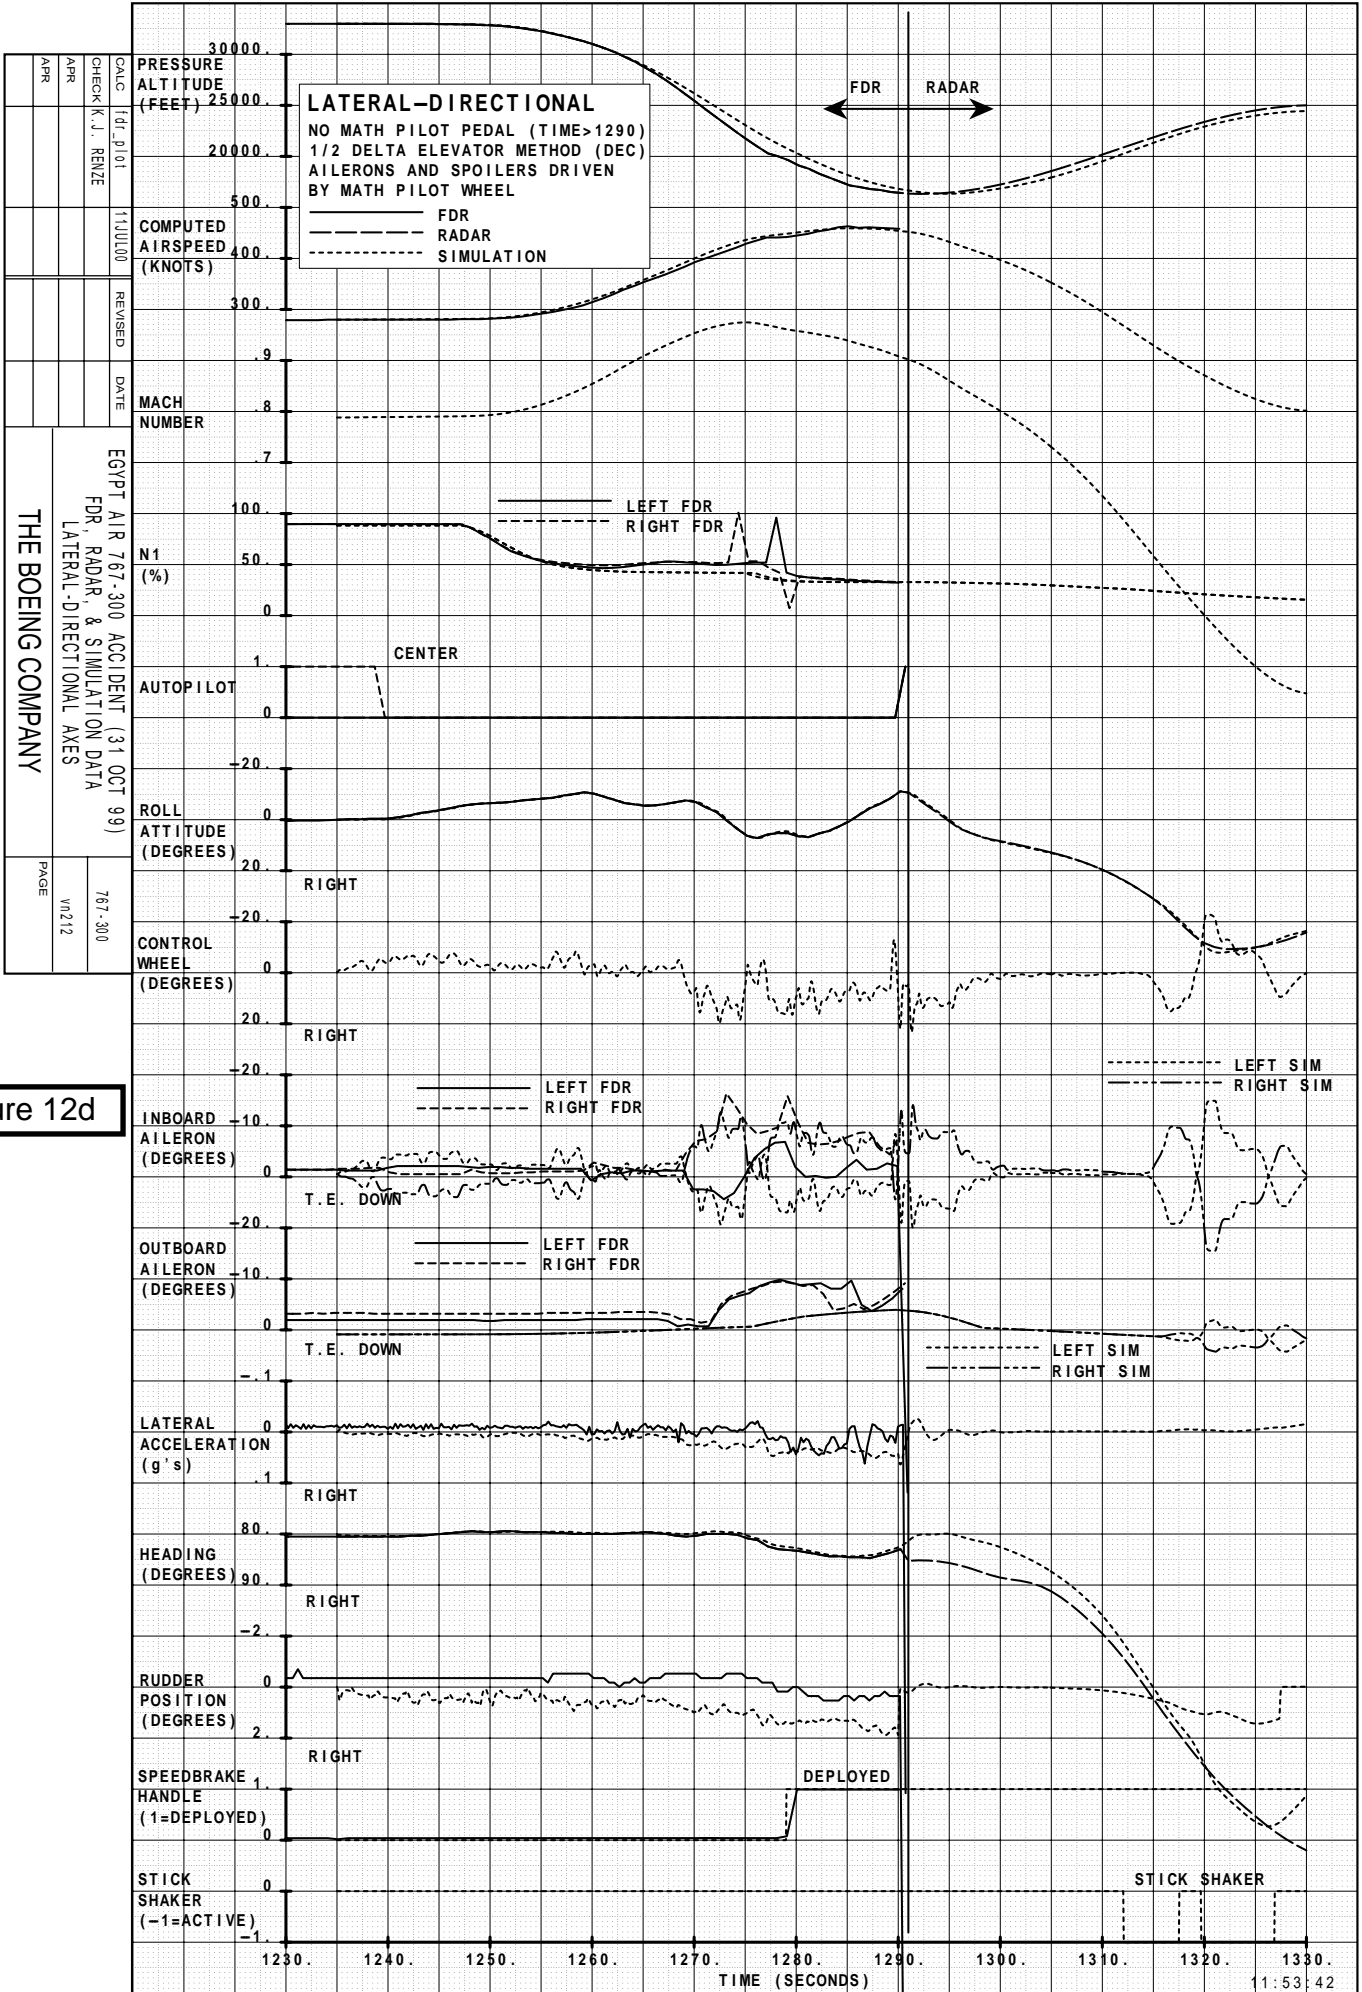 30000.
PRESSURE
ALTITUDE
(FEET)
25000.
20000.
LATERAL-DIRECTIONAL
NO MATH PILOT PEDAL (TIME>1290)
1/2 DELTA ELEVATOR METHOD (DEC)
AILERONS AND SPOILERS DRIVEN
BY MATH PILOT WHEEL
FDR
RADAR
SIMULATION
FDR
RADAR
500.
COMPUTED
AIRSPEED
(KNOTS)
400.
300.
.9
MACH
NUMBER
.8
.7
100.
LEFT FDR
RIGHT FDR
N1
(%)
50.
0
CENTER
1.
AUTOPILOT
0
-20.
ROLL
ATTITUDE
(DEGREES)
0
20.
RIGHT
-20.
CONTROL
WHEEL
(DEGREES)
0
20.
RIGHT
-20.
LEFT SIM
RIGHT SIM
LEFT FDR
RIGHT FDR
INBOARD
AILERON
(DEGREES)
-10.
0
T.E. DOWN
-20.
OUTBOARD
AILERON
(DEGREES)
LEFT FDR
RIGHT FDR
-10.
0
T.E. DOWN
LEFT SIM
RIGHT SIM
-.1
LATERAL
ACCELERATION
(g's)
0
.1
RIGHT
80.
HEADING
(DEGREES)
90.
RIGHT
-2.
RUDDER
POSITION
(DEGREES)
0
2.
RIGHT
SPEEDBRAKE
HANDLE
(1=DEPLOYED)
1.
DEPLOYED
0
STICK
SHAKER
(-1=ACTIVE)
0
STICK SHAKER
-1.
1230. 1240. 1250. 1260. 1270. 1280. 1290. 1300. 1310. 1320. 1330.
TIME (SECONDS)
11:53:42
CALC fdr_plot 11JUL00 REVISED DATE
CHECK K.J. RENZE
APR
APR
EGYPT AIR 767-300 ACCIDENT (31 OCT 99)
FDR, RADAR, & SIMULATION DATA
LATERAL-DIRECTIONAL AXES
THE BOEING COMPANY
767-300
vn212
PAGE
re 12d